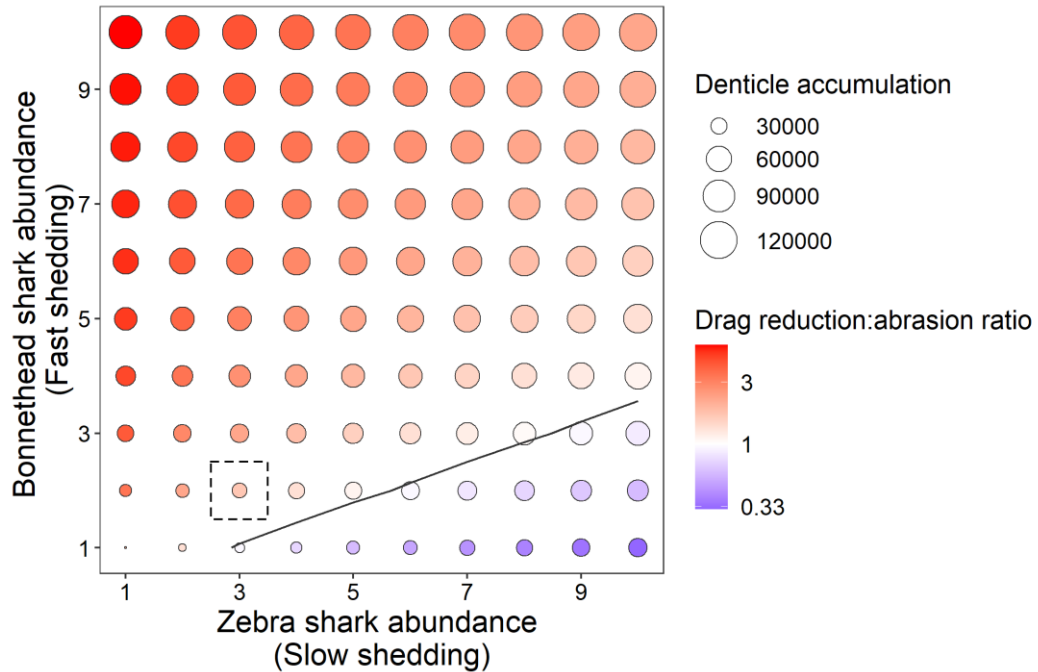 Bonnethead shark abundance
(Fast shedding)
9
7
5
3
1
1
3
5
7
9
Zebra shark abundance
(Slow shedding)
Denticle accumulation
30000
60000
90000
120000
Drag reduction:abrasion ratio
3
1
0.33